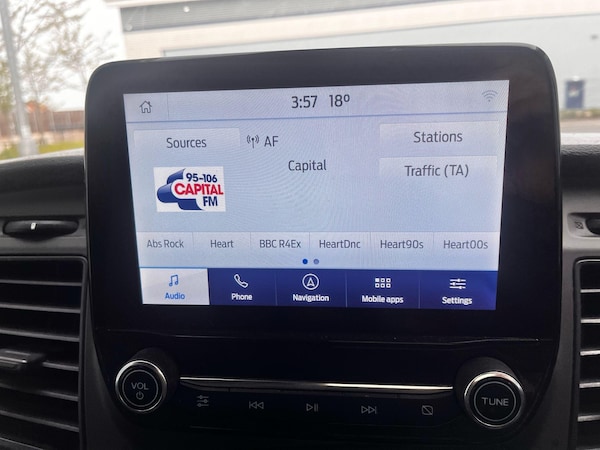 3:57 18º
Sources
AF
Stations
Capital
Traffic (TA)
95-106
CAPITAL
FM
Abs Rock Heart BBC R4Ex HeartDnc Heart90s Heart00s
Audio Phone Navigation Mobile apps Settings
VOL
TUNE